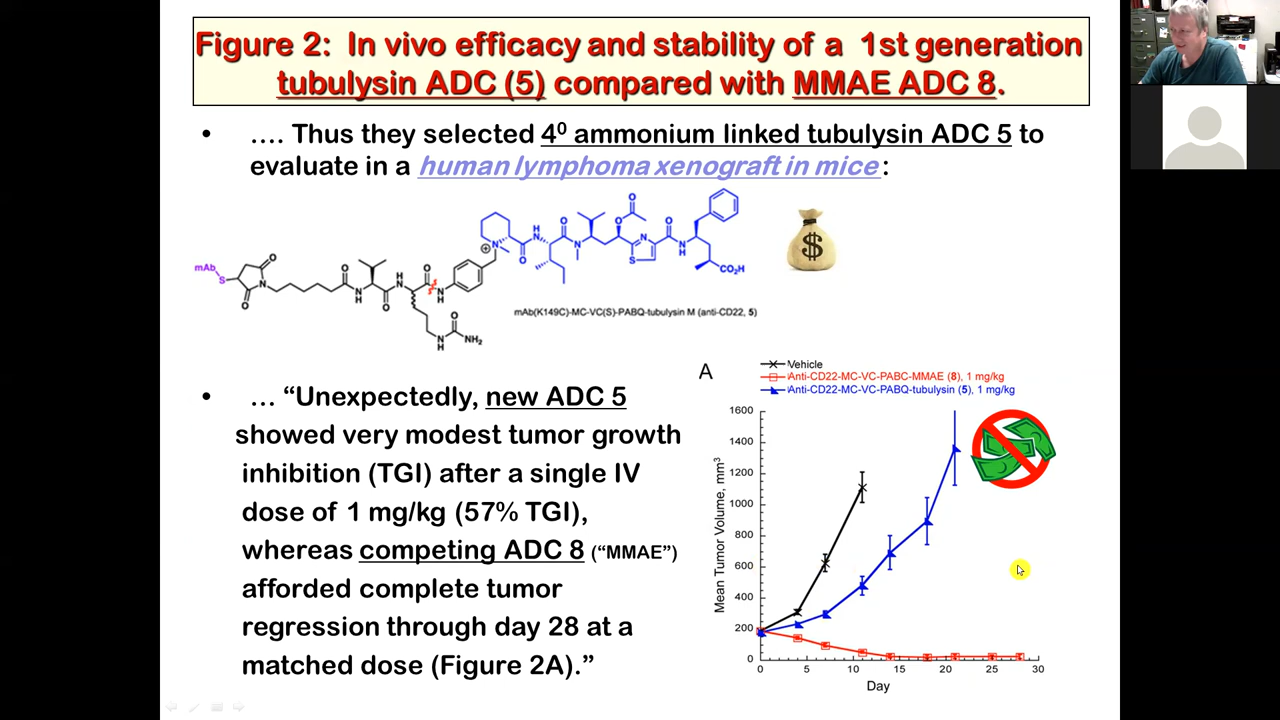 Figure 2: In vivo efficacy and stability of a 1st generation
tubulysin ADC (5) compared with MMAE ADC 8.
• …. Thus they selected 4⁰ ammonium linked tubulysin ADC 5 to
evaluate in a human lymphoma xenograft in mice:
mAb
S
O
O
N
O
N
H
O
H
N
O
N
H
O
N
H
NH₂
N
O
H
N
O
N
O
O
N
S
O
N
H
CO₂H
$
mAb(K149C)-MC-VC(S)-PABQ-tubulysin M (anti-CD22, 5)
• … “Unexpectedly, new ADC 5
showed very modest tumor growth
inhibition (TGI) after a single IV
dose of 1 mg/kg (57% TGI),
whereas competing ADC 8 (“MMAE”)
afforded complete tumor
regression through day 28 at a
matched dose (Figure 2A).”
A
Vehicle
Anti-CD22-MC-VC-PABC-MMAE (8), 1 mg/kg
Anti-CD22-MC-VC-PABQ-tubulysin (5), 1 mg/kg
Mean Tumor Volume, mm³
1600
1400
1200
1000
800
600
400
200
0
0 5 10 15 20 25 30
Day